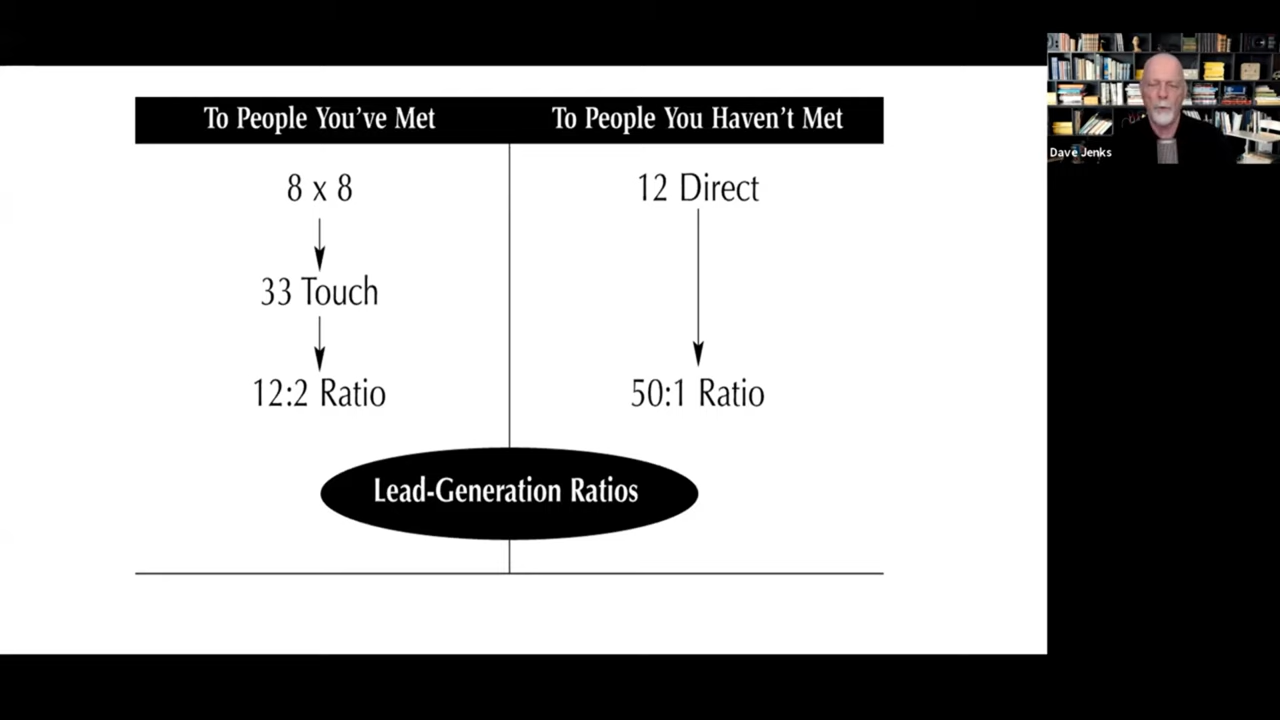 To People You've Met
To People You Haven't Met
8 x 8
12 Direct
33 Touch
12:2 Ratio
50:1 Ratio
Lead-Generation Ratios
Dave Jenks